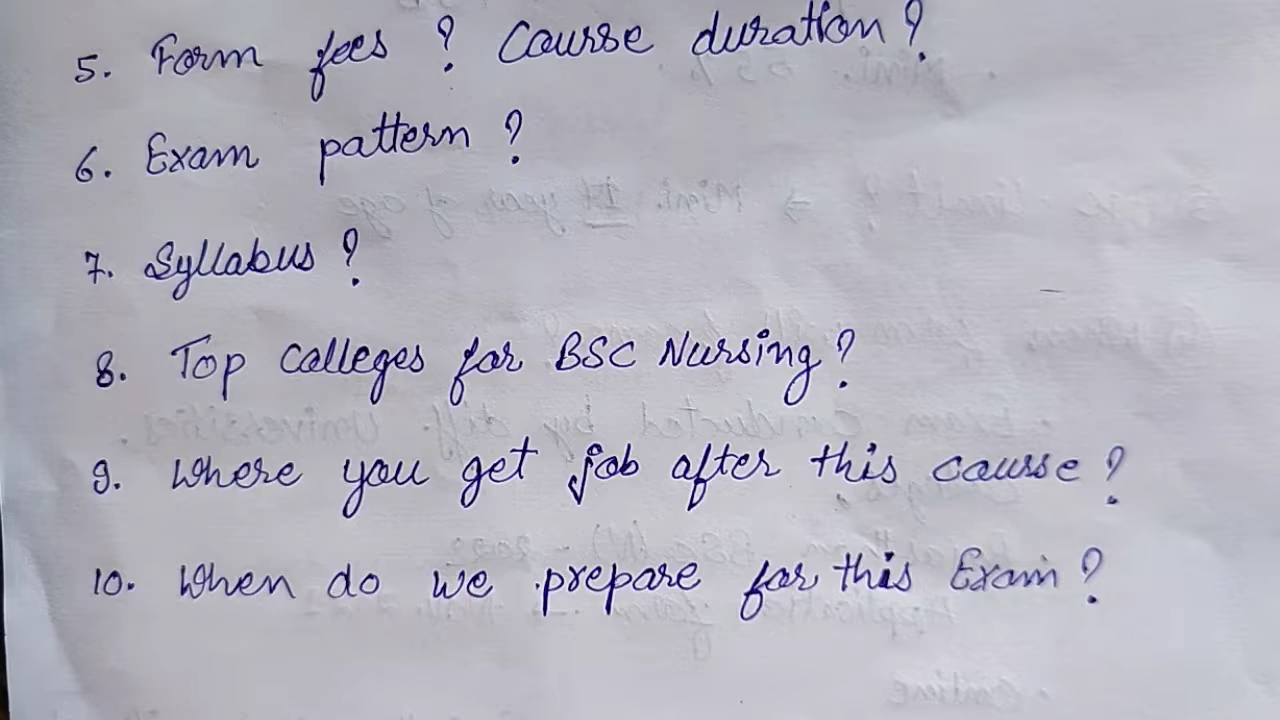 5. Form fees ? Course duration ?
6. Exam pattern ?
7. Syllabus ?
8. Top Colleges for BSC Nursing ?
9. Where you get job after this course ?
10. When do we prepare for this Exam ?